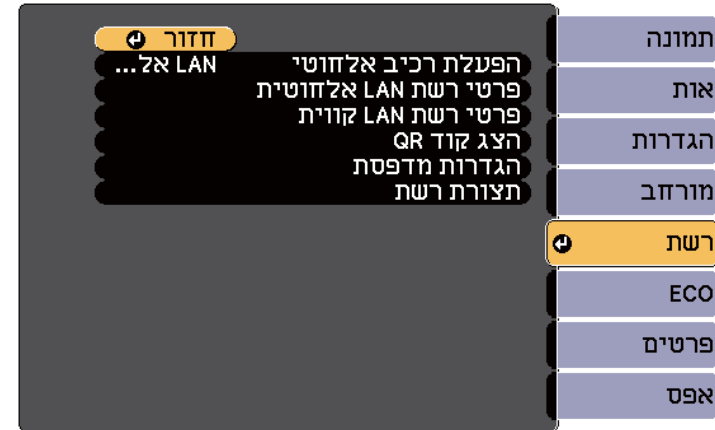 חזור
הפעלת רכיב אלחוטי LAN אל...
פרטי רשת LAN אלחוטית
פרטי רשת LAN קווית
הצג קוד QR
הגדרות מדפסת
תצורת רשת
תמונה
אות
הגדרות
מורחב
רשת
ECO
פרטים
אפס